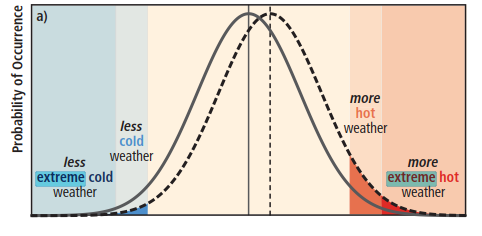 a)
Probability of Occurrence
less
cold
weather
less
extreme cold
weather
more
hot
weather
more
extreme hot
weather